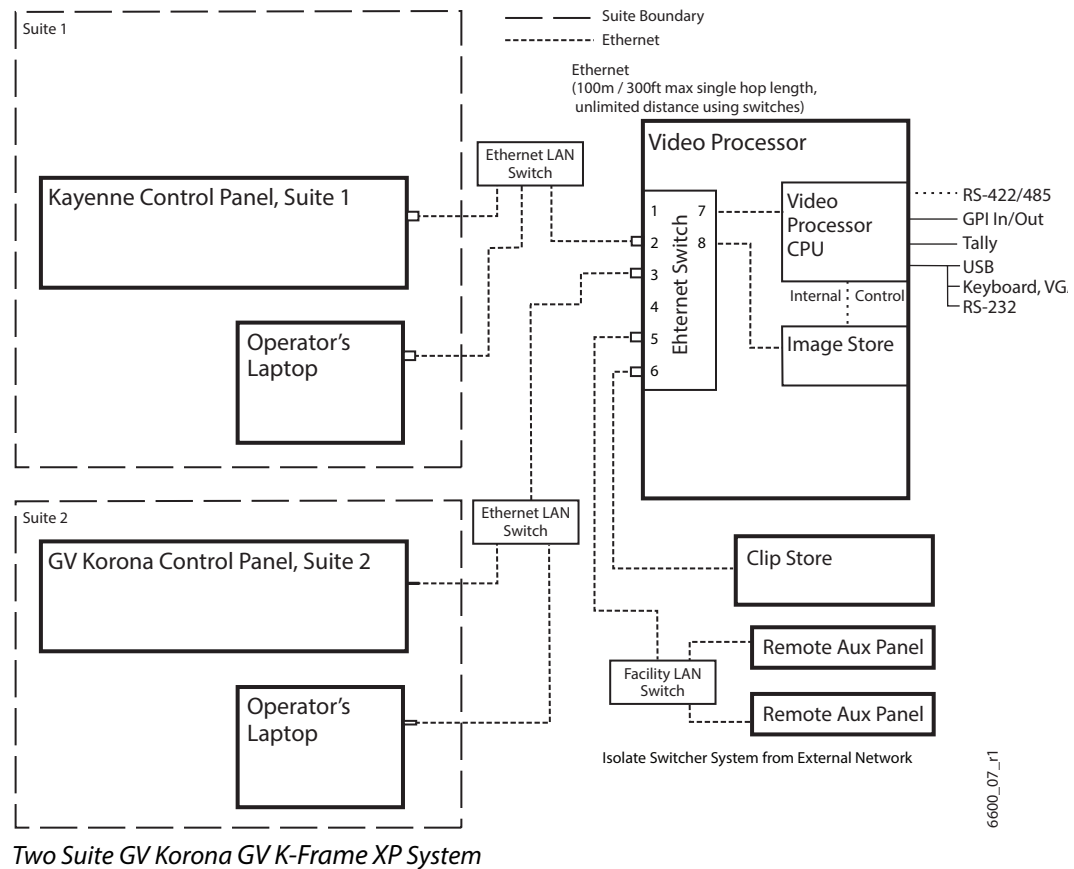 Suite 1
Suite Boundary
Ethernet
Ethernet
(100m / 300ft max single hop length,
unlimited distance using switches)
Ethernet LAN
Switch
Kayenne Control Panel, Suite 1
Operator's
Laptop
Video Processor
1
2
3
4
5
6
7
8
Ehternet Switch
Video
Processor
CPU
Internal
Control
Image Store
RS-422/485
GPI In/Out
Tally
USB
Keyboard, VG
RS-232
Suite 2
Ethernet LAN
Switch
GV Korona Control Panel, Suite 2
Operator's
Laptop
Clip Store
Remote Aux Panel
Facility LAN
Switch
Remote Aux Panel
Isolate Switcher System from External Network
6600_07_r1
Two Suite GV Korona GV K-Frame XP System